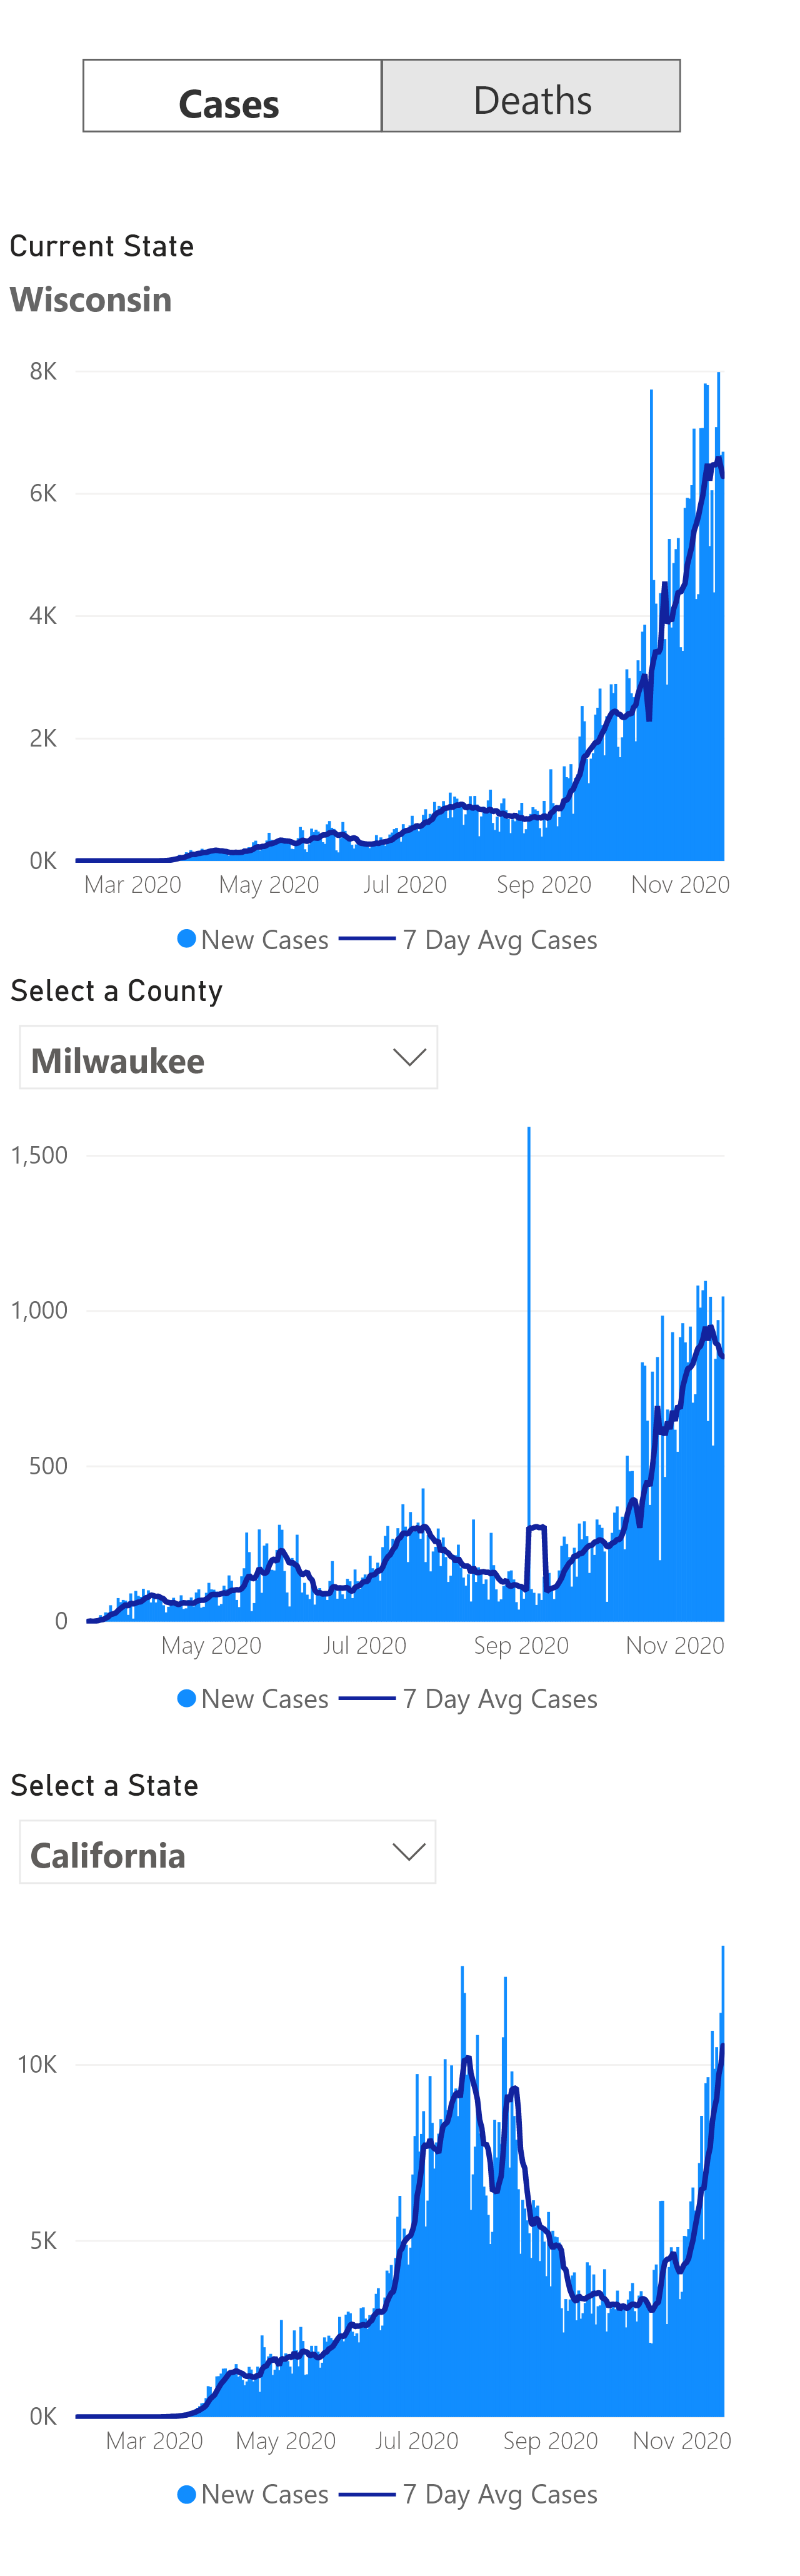 Cases Deaths
Current State
Wisconsin
8K
6K
4K
2K
0K
Mar 2020 May 2020 Jul 2020 Sep 2020 Nov 2020
New Cases 7 Day Avg Cases
Select a County
Milwaukee
1,500
1,000
500
0
May 2020 Jul 2020 Sep 2020 Nov 2020
New Cases 7 Day Avg Cases
Select a State
California
10K
5K
0K
Mar 2020 May 2020 Jul 2020 Sep 2020 Nov 2020
New Cases 7 Day Avg Cases